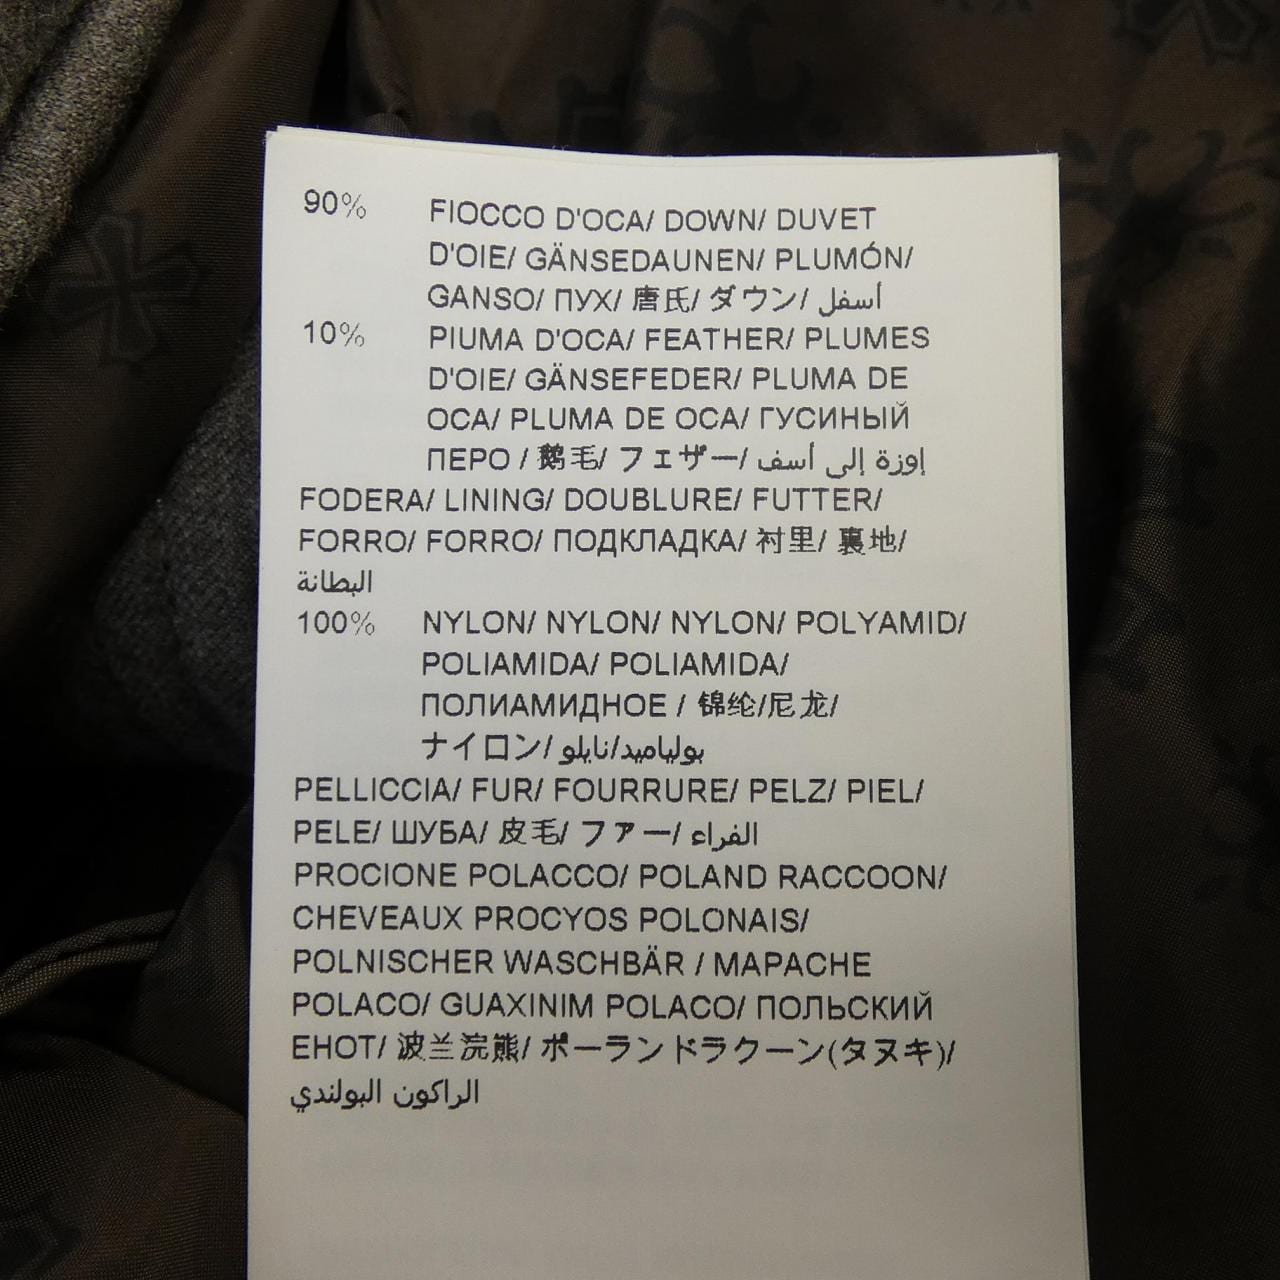 90% FIOCCO D'OCA/ DOWN/ DUVET
D'OIE/ GÄNSEDAUNEN/ PLUMÓN/
GANSO/ ПУХ/ 唐氏/ ダウン/ أسفل
10% PIUMA D'OCA/ FEATHER/ PLUMES
D'OIE/ GÄNSEFEDER/ PLUMA DE
OCA/ PLUMA DE OCA/ ГУСИНЫЙ
ПЕРО / 鹅毛/ フェザー/ إوزة إلى أسف
FODERA/ LINING/ DOUBLURE/ FUTTER/
FORRO/ FORRO/ ПОДКЛАДКА/ 衬里/ 裏地/
البطانة
100% NYLON/ NYLON/ NYLON/ POLYAMID/
POLIAMIDA/ POLIAMIDA/
ПОЛИАМИДНОЕ / 锦纶/尼龙/
ナイロン/ بولياميد/نايلو
PELLICCIA/ FUR/ FOURRURE/ PELZ/ PIEL/
PELE/ ШУБА/ 皮毛/ ファー/ الفراء
PROCIONE POLACCO/ POLAND RACCOON/
CHEVEAUX PROCYOS POLONAIS/
POLNISCHER WASCHBÄR / MAPACHE
POLACO/ GUAXINIM POLACO/ ПОЛЬСКИЙ
ЕНОТ/ 波兰浣熊/ ポーランドラクーン(タヌキ)/
الراكون البولندي